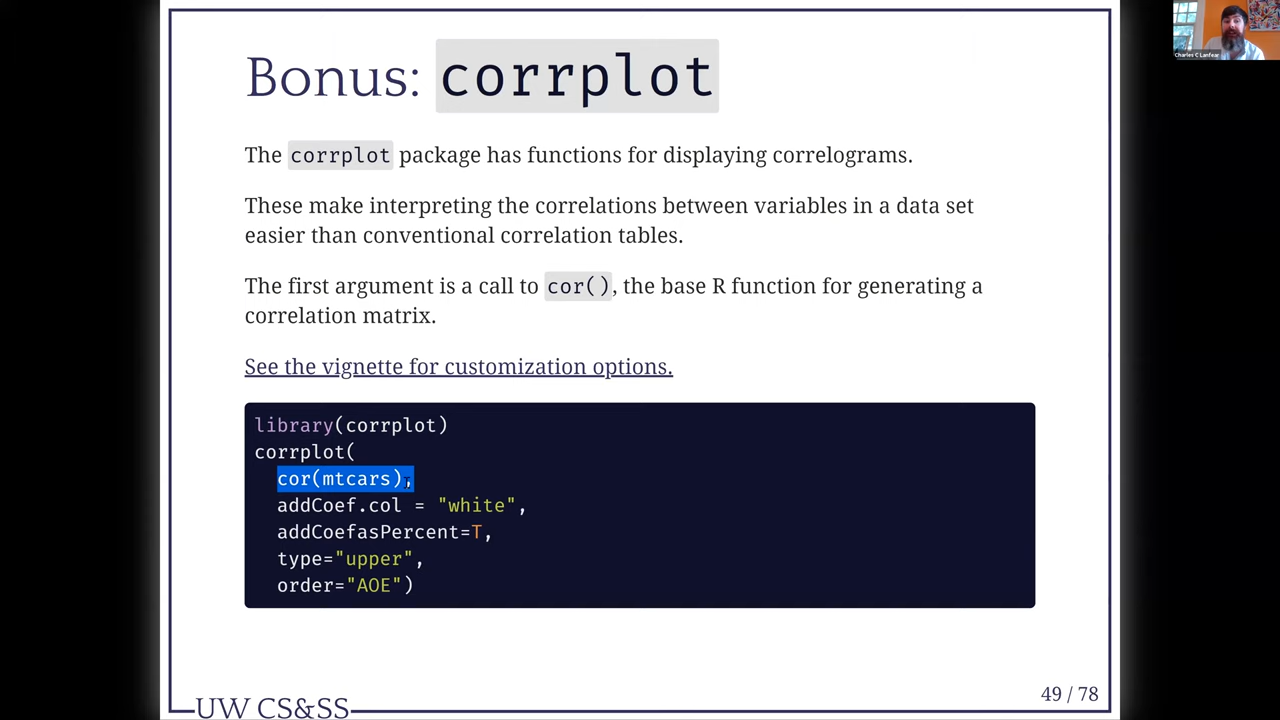 Bonus: corrplot
The corrplot package has functions for displaying correlograms.
These make interpreting the correlations between variables in a data set
easier than conventional correlation tables.
The first argument is a call to cor(), the base R function for generating a
correlation matrix.
See the vignette for customization options.
library(corrplot)
corrplot(
cor(mtcars),
addCoef.col = "white",
addCoefasPercent=T,
type="upper",
order="AOE")
UW CS&SS
49 / 78
Charles C Lanfear